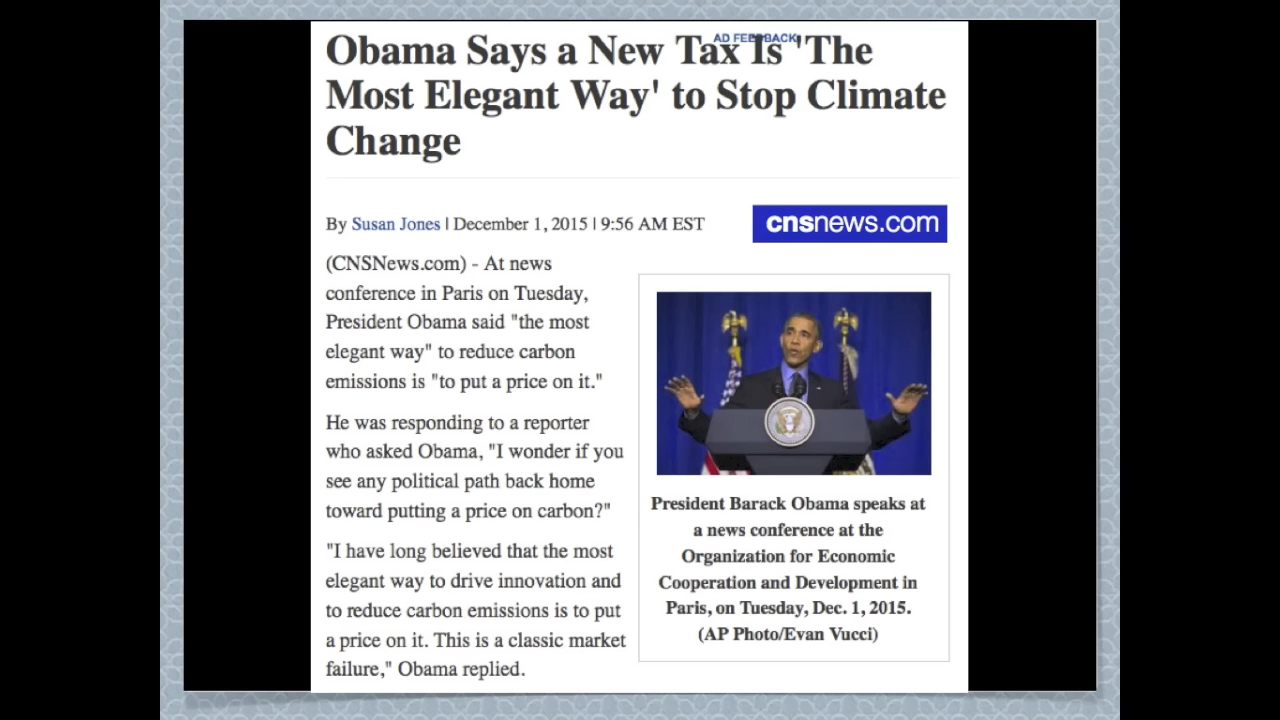 AD FEEDBACK
Obama Says a New Tax Is 'The
Most Elegant Way' to Stop Climate
Change
By Susan Jones | December 1, 2015 | 9:56 AM EST
cnsnews.com
(CNSNews.com) - At news
conference in Paris on Tuesday,
President Obama said "the most
elegant way" to reduce carbon
emissions is "to put a price on it."
He was responding to a reporter
who asked Obama, "I wonder if you
see any political path back home
toward putting a price on carbon?"
"I have long believed that the most
elegant way to drive innovation and
to reduce carbon emissions is to put
a price on it. This is a classic market
failure," Obama replied.
President Barack Obama speaks at
a news conference at the
Organization for Economic
Cooperation and Development in
Paris, on Tuesday, Dec. 1, 2015.
(AP Photo/Evan Vucci)